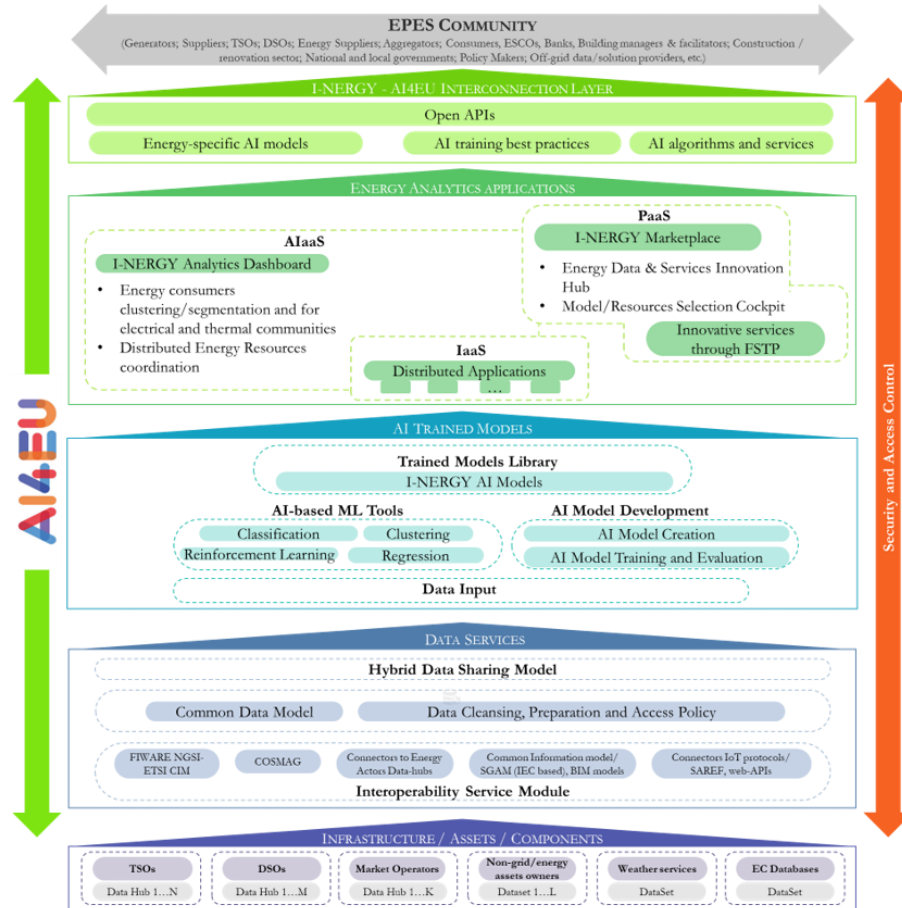 EPES COMMUNITY
(Generators; Suppliers; TSOs; DSOs; Energy Suppliers; Aggregators; Consumers, ESCOs, Banks, Building managers & facilitators; Construction /
renovation sector; National and local governments; Policy Makers; Off-grid data/solution providers, etc.)
I-NERGY - AI4EU INTERCONNECTION LAYER
Open APIs
Energy-specific AI models
AI training best practices
AI algorithms and services
ENERGY ANALYTICS APPLICATIONS
AIaaS
I-NERGY Analytics Dashboard
• Energy consumers
clustering/segmentation and for
electrical and thermal communities
• Distributed Energy Resources
coordination
PaaS
I-NERGY Marketplace
• Energy Data & Services Innovation
Hub
• Model/Resources Selection Cockpit
Innovative services
through FSTP
IaaS
Distributed Applications
…
AI TRAINED MODELS
Trained Models Library
I-NERGY AI Models
AI-based ML Tools
Classification
Clustering
Reinforcement Learning
Regression
AI Model Development
AI Model Creation
AI Model Training and Evaluation
Data Input
DATA SERVICES
Hybrid Data Sharing Model
Common Data Model
Data Cleansing, Preparation and Access Policy
FIWARE NGSI-
ETSI CIM
COSMAG
Connectors to Energy
Actors Data-hubs
Common Information model/
SGAM (IEC based), BIM models
Connectors IoT protocols/
SAREF, web-APIs
Interoperability Service Module
INFRASTRUCTURE / ASSETS / COMPONENTS
TSOs
Data Hub 1…N
DSOs
Data Hub 1…M
Market Operators
Data Hub 1…K
Non-grid/energy
assets owners
Dataset 1…L
Weather services
DataSet
EC Databases
DataSet
AI4EU
Security and Access Control